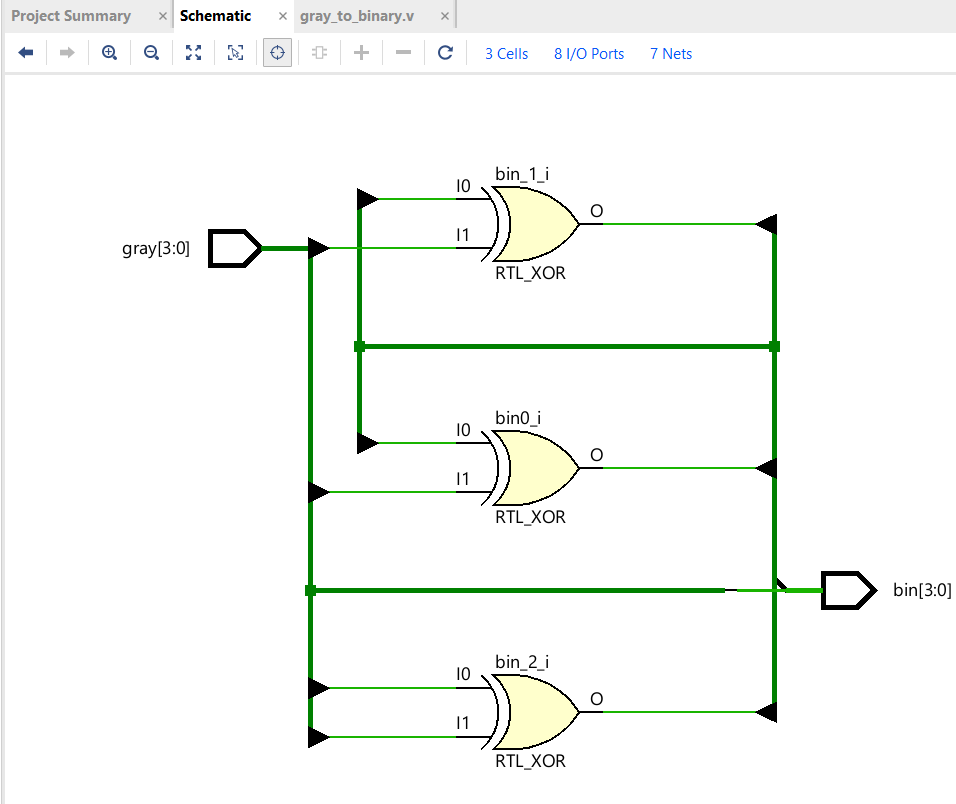 Project Summary × Schematic × gray_to_binary.v ×
3 Cells 8 I/O Ports 7 Nets
bin_1_i
I0
O
I1
gray[3:0]
RTL_XOR
bin0_i
I0
O
I1
RTL_XOR
bin[3:0]
bin_2_i
I0
O
I1
RTL_XOR